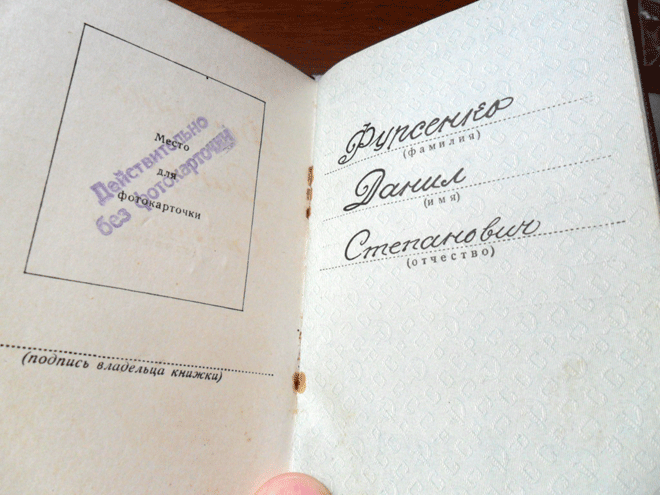 Место
для
фотокарточки
Действительно
без фотокарточки
(подпись владельца книжки)
Фурсенко
(фамилия)
Данил
(имя)
Степанович
(отчество)